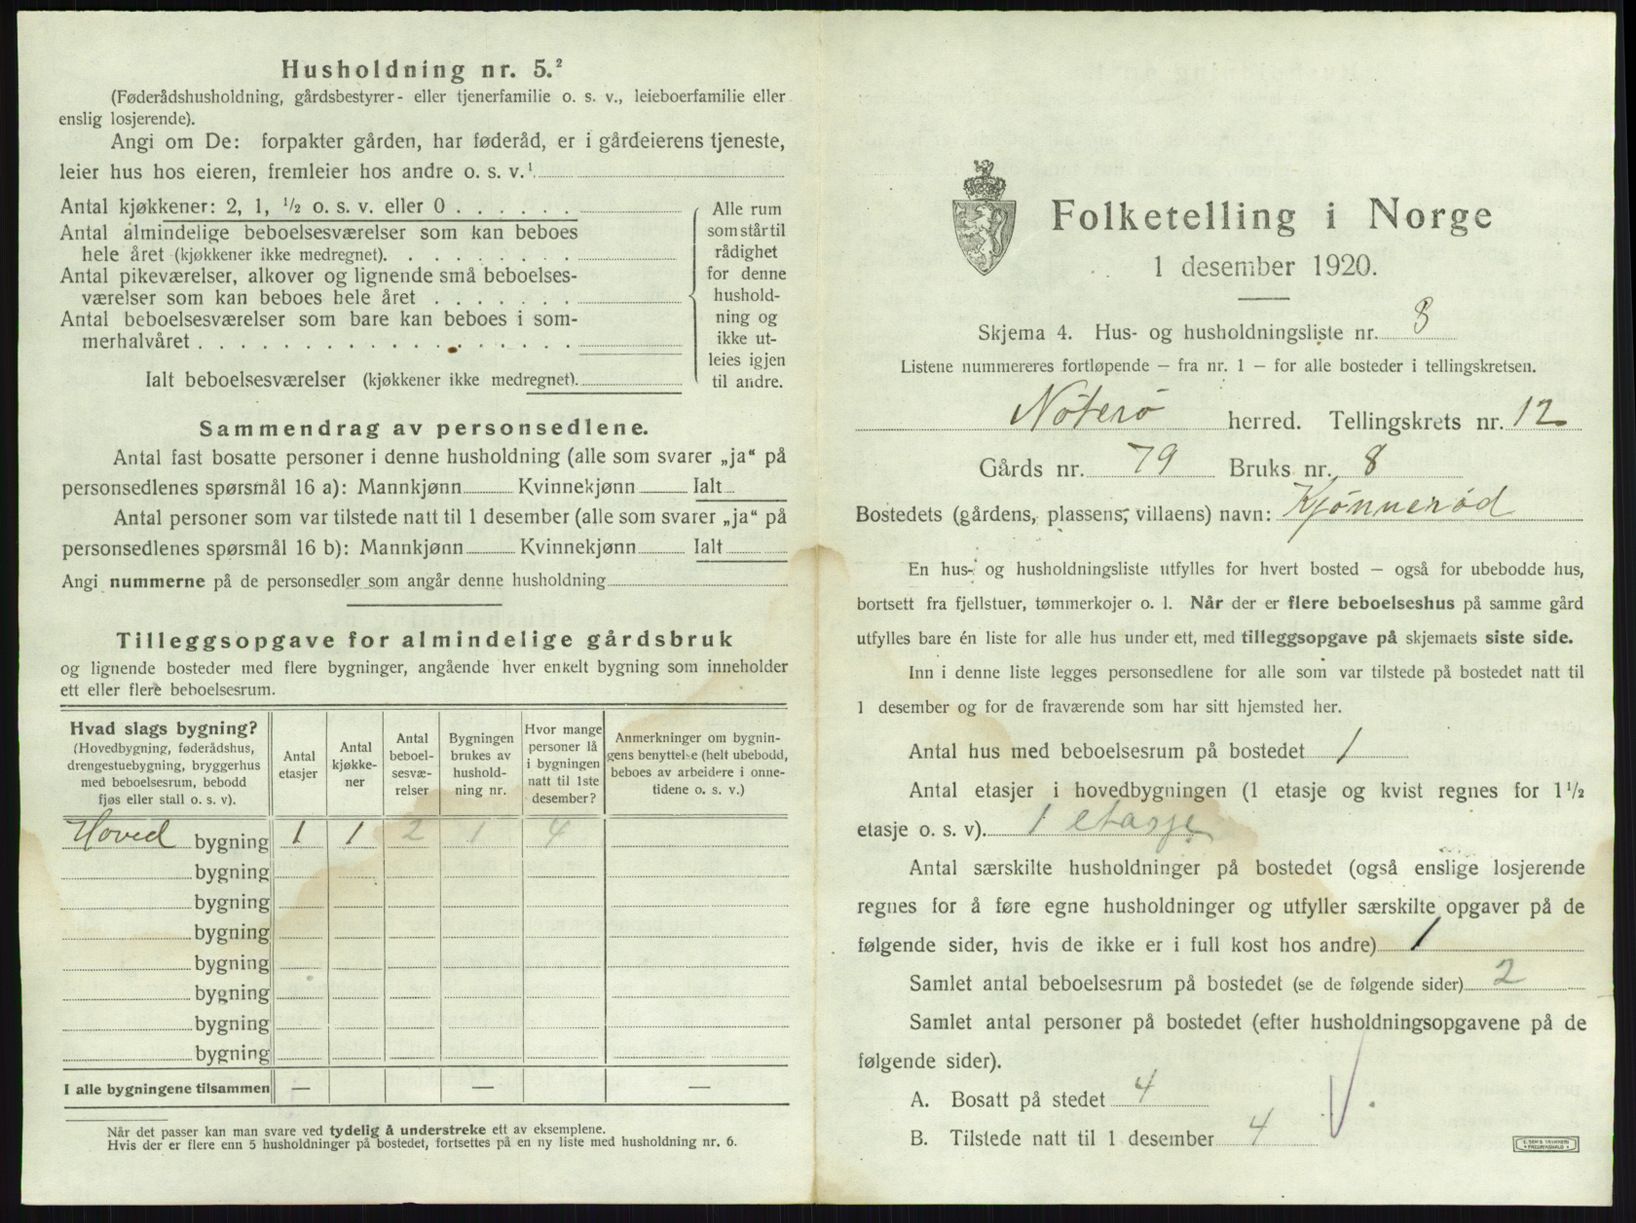 Husholdning nr. 5.²
(Føderådshusholdning, gårdsbestyrer- eller tjenerfamilie o. s. v., leieboerfamilie eller
enslig losjerende).
Angi om De: forpakter gården, har føderåd, er i gårdeierens tjeneste,
leier hus hos eieren, fremleier hos andre o. s. v.¹
Antal kjøkkener: 2, 1, ½ o. s. v. eller 0 . . . . . .
Antal almindelige beboelsesværelser som kan beboes
hele året (kjøkkener ikke medregnet). . . . . . . .
Antal pikeværelser, alkover og lignende små beboelses-
værelser som kan beboes hele året . . . . . . .
Antal beboelsesværelser som bare kan beboes i som-
merhalvåret . . . . . . . . . . . . . . . . .
Ialt beboelsesværelser (kjøkkener ikke medregnet).
Alle rum
som står til
rådighet
for denne
hushold-
ning og
ikke ut-
leies igjen
til andre.
Sammendrag av personsedlene.
Antal fast bosatte personer i denne husholdning (alle som svarer „ja“ på
personsedlenes spørsmål 16 a): Mannkjønn Kvinnekjønn Ialt
Antal personer som var tilstede natt til 1 desember (alle som svarer „ja“ på
personsedlenes spørsmål 16 b): Mannkjønn Kvinnekjønn Ialt
Angi nummerne på de personsedler som angår denne husholdning
Tilleggsopgave for almindelige gårdsbruk
og lignende bosteder med flere bygninger, angående hver enkelt bygning som inneholder
ett eller flere beboelsesrum.
Hvad slags bygning?
(Hovedbygning, føderådshus,
drengestuebygning, bryggerhus
med beboelsesrum, bebodd
fjøs eller stall o. s. v).
Antal
etasjer
Antal
kjøkke-
ner
Antal
beboel-
sesvæ-
relser
Bygningen
brukes av
hushold-
ning nr.
Hvor mange
personer lå
i bygningen
natt til 1ste
desember?
Anmerkninger om bygnin-
gens benyttelse (helt ubebodd,
beboes av arbeidere i onne-
tidene o. s. v.)
Hoved bygning 1 1 2 1 4
bygning
bygning
bygning
bygning
bygning
bygning
bygning
I alle bygningene tilsammen — — —
Når det passer kan man svare ved tydelig å understreke ett av eksemplene.
Hvis der er flere enn 5 husholdninger på bostedet, fortsettes på en ny liste med husholdning nr. 6.
Folketelling i Norge
1 desember 1920.
Skjema 4. Hus- og husholdningsliste nr. 8
Listene nummereres fortløpende — fra nr. 1 — for alle bosteder i tellingskretsen.
Nøterø herred. Tellingskrets nr. 12
Gårds nr. 79 Bruks nr. 8
Bostedets (gårdens, plassens, villaens) navn: Kjønnerød
En hus- og husholdningsliste utfylles for hvert bosted — også for ubebodde hus,
bortsett fra fjellstuer, tømmerkojer o. l. Når der er flere beboelseshus på samme gård
utfylles bare én liste for alle hus under ett, med tilleggsopgave på skjemaets siste side.
Inn i denne liste legges personsedlene for alle som var tilstede på bostedet natt til
1 desember og for de fraværende som har sitt hjemsted her.
Antal hus med beboelsesrum på bostedet 1
Antal etasjer i hovedbygningen (1 etasje og kvist regnes for 1½
etasje o. s. v). 1 etasje
Antal særskilte husholdninger på bostedet (også enslige losjerende
regnes for å føre egne husholdninger og utfyller særskilte opgaver på de
følgende sider, hvis de ikke er i full kost hos andre) 1
Samlet antal beboelsesrum på bostedet (se de følgende sider) 2
Samlet antal personer på bostedet (efter husholdningsopgavene på de
følgende sider).
A. Bosatt på stedet 4
B. Tilstede natt til 1 desember 4